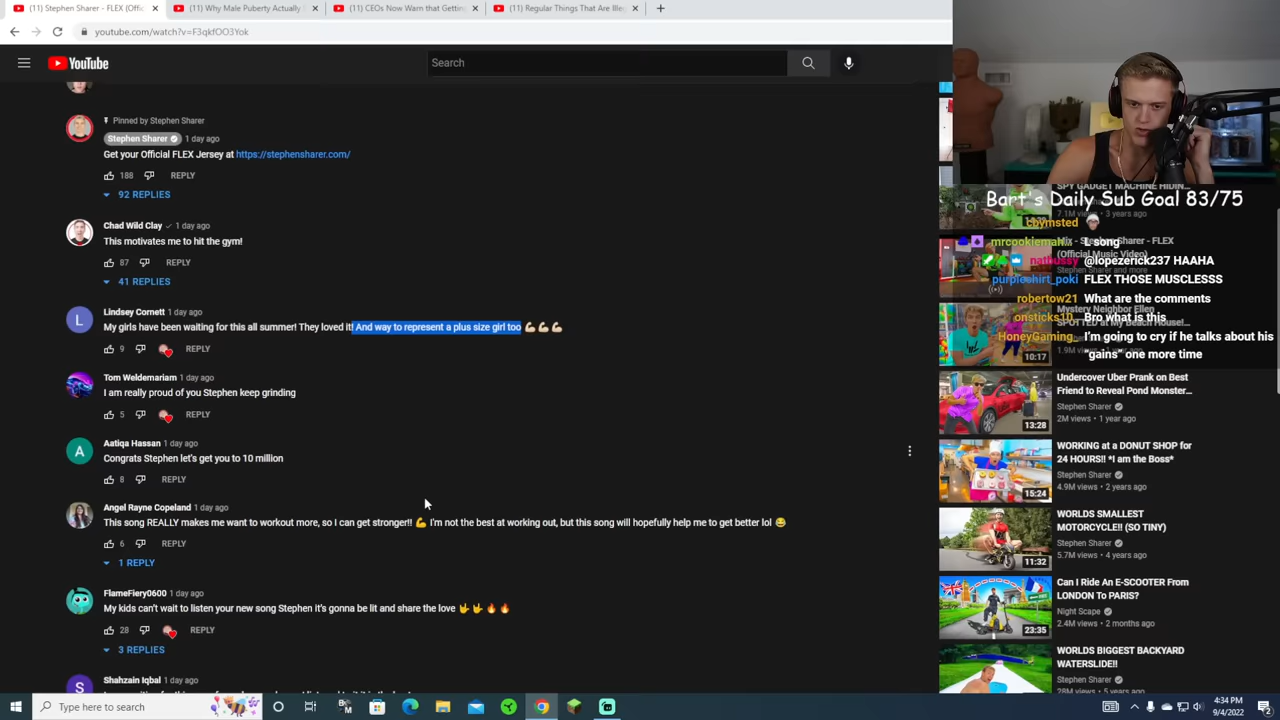 (11) Stephen Sharer - FLEX (Offi
(11) Why Male Puberty Actually
(11) CEOs Now Warn that Getting
(11) Regular Things That Are Ille
youtube.com/watch?v=F3qkfOO3Yok
YouTube
Search
Pinned by Stephen Sharer
Stephen Sharer 1 day ago
Get your Official FLEX Jersey at https://stephensharer.com/
188 REPLY
92 REPLIES
Chad Wild Clay 1 day ago
This motivates me to hit the gym!
87 REPLY
41 REPLIES
Lindsey Cornett 1 day ago
My girls have been waiting for this all summer! They loved it! And way to represent a plus size girl too 💪🏻💪🏻💪🏻
9 REPLY
Tom Weldemariam 1 day ago
I am really proud of you Stephen keep grinding
5 REPLY
Aatiqa Hassan 1 day ago
Congrats Stephen let's get you to 10 million
8 REPLY
Angel Rayne Copeland 1 day ago
This song REALLY makes me want to workout more, so I can get stronger!! 💪 I'm not the best at working out, but this song will hopefully help me to get better lol 😂
6 REPLY
1 REPLY
FlameFiery0600 1 day ago
My kids can't wait to listen your new song Stephen it's gonna be lit and share the love 🤟🤟🔥🔥
28 REPLY
3 REPLIES
Shahzain Iqbal 1 day ago
SPY GADGET MACHINE HIDIN...
Bart's Daily Sub Goal 83/75
7.1M views • 3 years ago
cbymsted
Mix - Stephen Sharer - FLEX
mrcookieman... L song
(Official Music Video)
natbussy @lopezerick237 HAAHA
Stephen Sharer and more
purpleshirt_poki FLEX THOSE MUSCLESSS
robertow21 What are the comments
Mystery Neighbor Ellen
onsticks10 Bro what is this
SPOTTED at My Beach House!...
HoneyGaming I'm going to cry if he talks about his
"gains" one more time
1.9M views
10:17
Undercover Uber Prank on Best
Friend to Reveal Pond Monster...
Stephen Sharer
2M views • 1 year ago
13:28
WORKING at a DONUT SHOP for
24 HOURS!! *I am the Boss*
Stephen Sharer
4.9M views • 2 years ago
15:24
WORLDS SMALLEST
MOTORCYCLE!! (SO TINY)
Stephen Sharer
5.7M views • 4 years ago
11:32
Can I Ride An E-SCOOTER From
LONDON To PARIS?
Night Scape
2.4M views • 2 months ago
23:35
WORLDS BIGGEST BACKYARD
WATERSLIDE!!
Stephen Sharer
28M views • 5 years ago
Type here to search
4:34 PM
9/4/2022
2